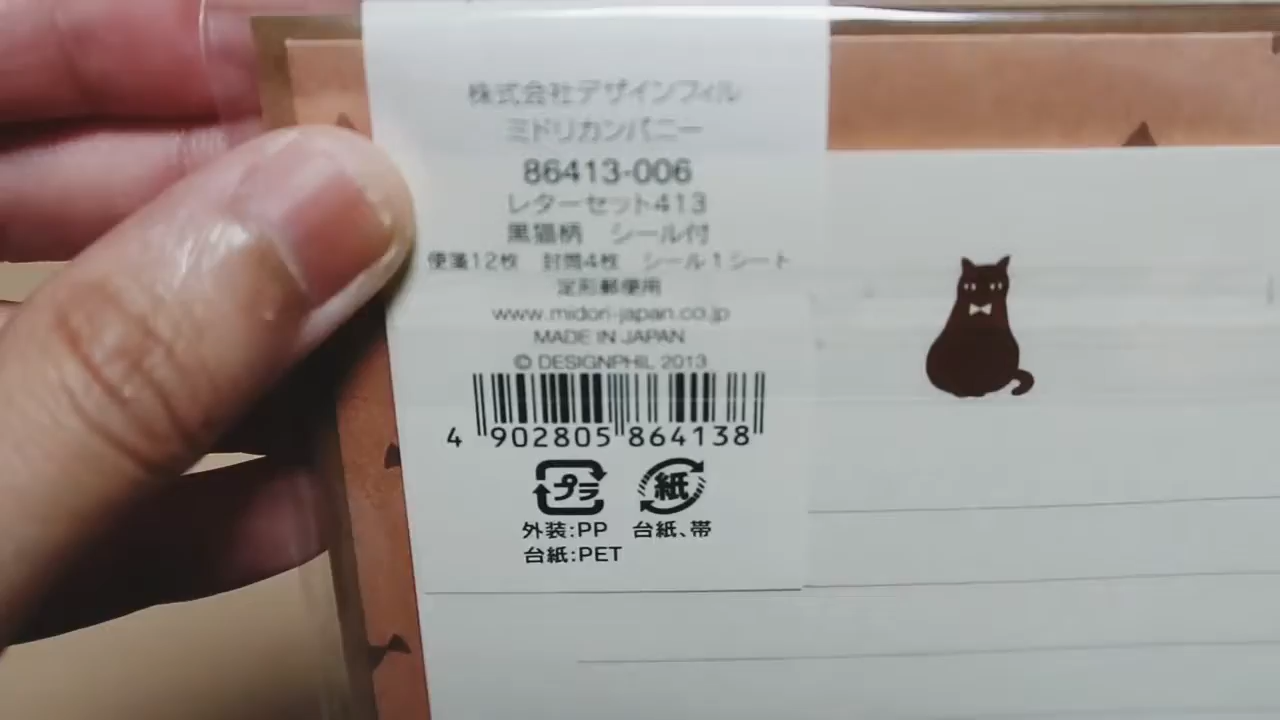 株式会社デザインフィル
ミドリカンパニー
86413-006
レターセット413
黒猫柄 シール付
便箋12枚 封筒4枚 シール1シート
定形郵便用
www.midori-japan.co.jp
MADE IN JAPAN
© DESIGNPHIL 2013
4 902805 864138
プラ 紙
外装:PP 台紙、帯
台紙:PET